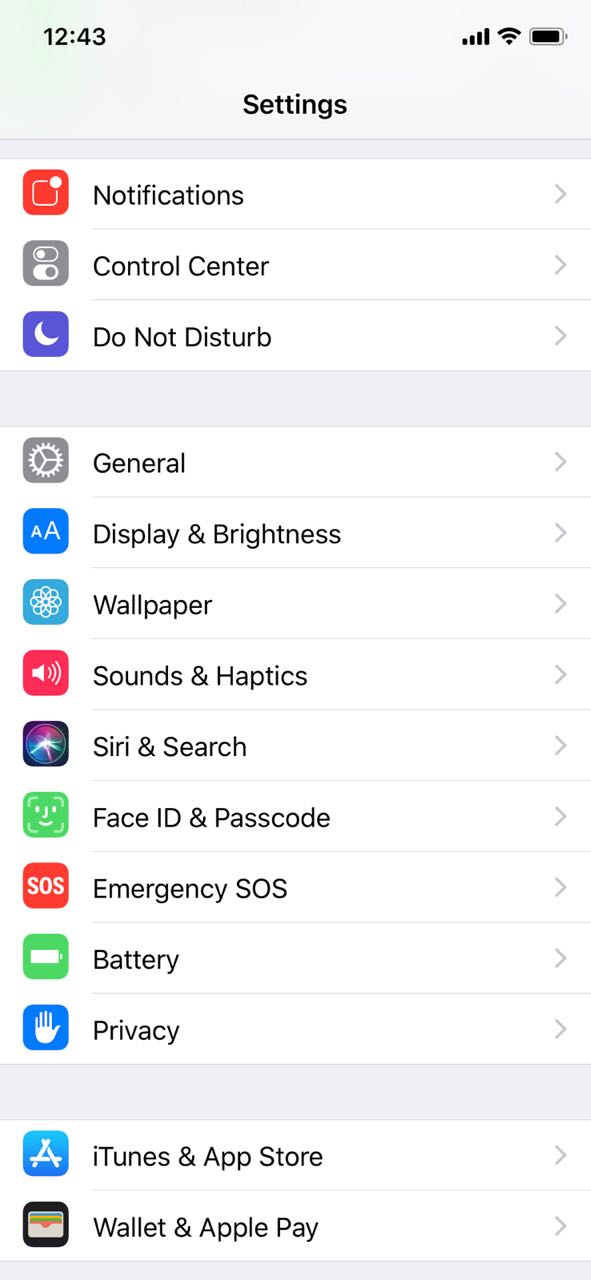 12:43
Settings
Notifications
Control Center
Do Not Disturb
General
AA Display & Brightness
Wallpaper
Sounds & Haptics
Siri & Search
Face ID & Passcode
SOS Emergency SOS
Battery
Privacy
iTunes & App Store
Wallet & Apple Pay